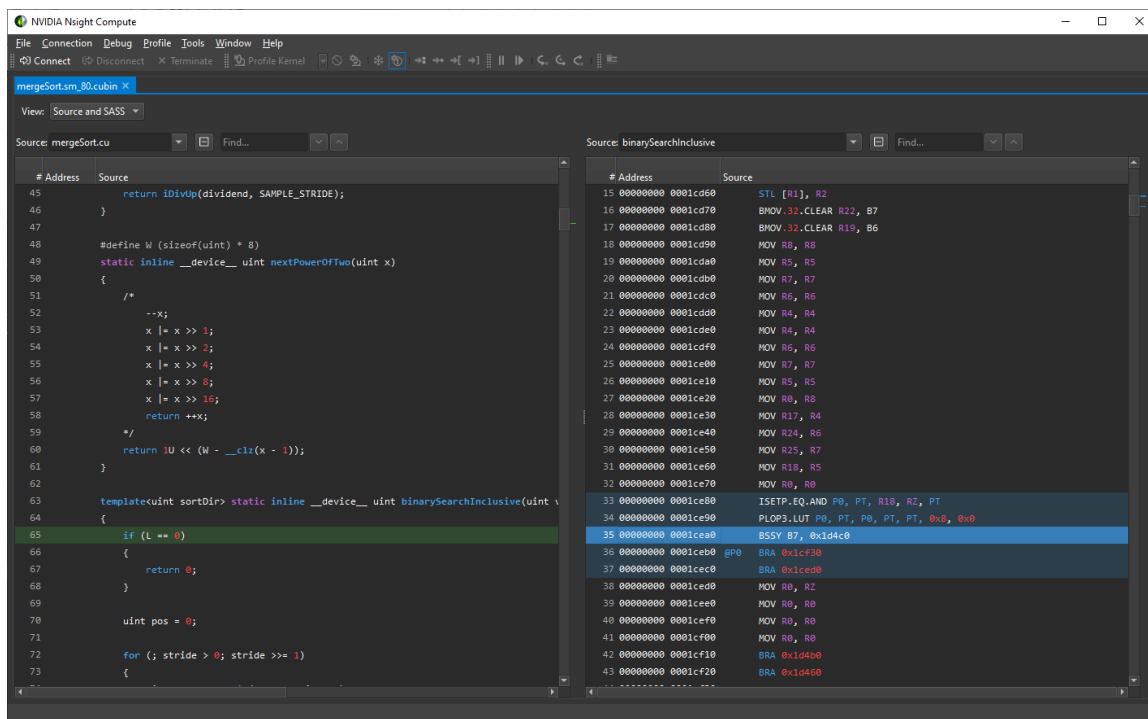 NVIDIA Nsight Compute
File Connection Debug Profile Tools Window Help
Connect Disconnect Terminate Profile Kernel
mergeSort.sm_80.cubin
View: Source and SASS
Source: mergeSort.cu Find...
# Address Source
45 return iDivUp(dividend, SAMPLE_STRIDE);
46 }
47
48 #define W (sizeof(uint) * 8)
49 static inline __device__ uint nextPowerOfTwo(uint x)
50 {
51 /*
52 --x;
53 x |= x >> 1;
54 x |= x >> 2;
55 x |= x >> 4;
56 x |= x >> 8;
57 x |= x >> 16;
58 return ++x;
59 */
60 return 1U << (W - __clz(x - 1));
61 }
62
63 template<uint sortDir> static inline __device__ uint binarySearchInclusive(uint v
64 {
65 if (L == 0)
66 {
67 return 0;
68 }
69
70 uint pos = 0;
71
72 for (; stride > 0; stride >>= 1)
73 {
Source: binarySearchInclusive Find...
# Address Source
15 00000000 0001cd60 STL [R1], R2
16 00000000 0001cd70 BMOV.32.CLEAR R22, B7
17 00000000 0001cd80 BMOV.32.CLEAR R19, B6
18 00000000 0001cd90 MOV R8, R8
19 00000000 0001cda0 MOV R5, R5
20 00000000 0001cdb0 MOV R7, R7
21 00000000 0001cdc0 MOV R6, R6
22 00000000 0001cdd0 MOV R4, R4
23 00000000 0001cde0 MOV R4, R4
24 00000000 0001cdf0 MOV R6, R6
25 00000000 0001ce00 MOV R7, R7
26 00000000 0001ce10 MOV R5, R5
27 00000000 0001ce20 MOV R0, R8
28 00000000 0001ce30 MOV R17, R4
29 00000000 0001ce40 MOV R24, R6
30 00000000 0001ce50 MOV R25, R7
31 00000000 0001ce60 MOV R18, R5
32 00000000 0001ce70 MOV R0, R0
33 00000000 0001ce80 ISETP.EQ.AND P0, PT, R18, RZ, PT
34 00000000 0001ce90 PLOP3.LUT P0, PT, P0, PT, PT, 0x8, 0x0
35 00000000 0001cea0 BSSY B7, 0x1d4c0
36 00000000 0001ceb0 @P0 BRA 0x1cf30
37 00000000 0001cec0 BRA 0x1ced0
38 00000000 0001ced0 MOV R0, RZ
39 00000000 0001cee0 MOV R0, R0
40 00000000 0001cef0 MOV R0, R0
41 00000000 0001cf00 MOV R0, R0
42 00000000 0001cf10 BRA 0x1d4b0
43 00000000 0001cf20 BRA 0x1d460